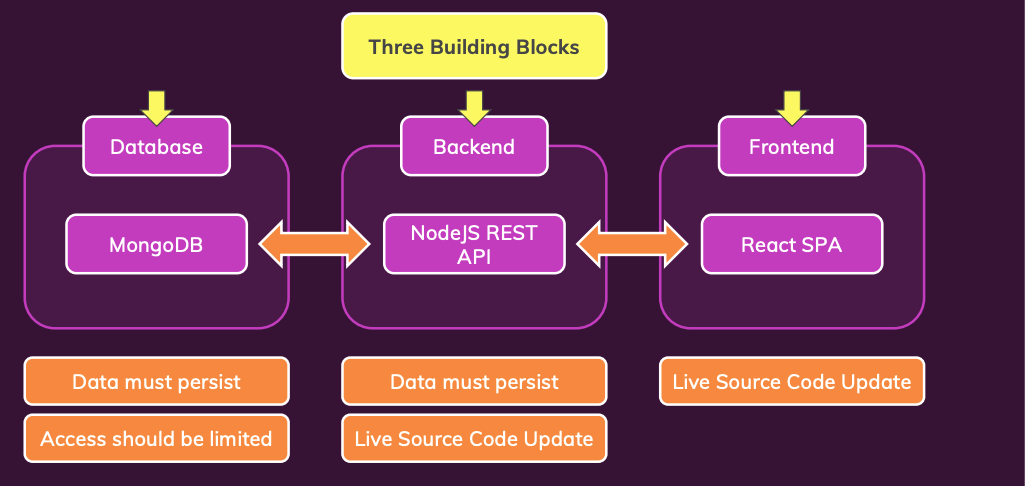 Three Building Blocks
Database
Backend
Frontend
MongoDB
NodeJS REST
API
React SPA
Data must persist
Data must persist
Live Source Code Update
Access should be limited
Live Source Code Update